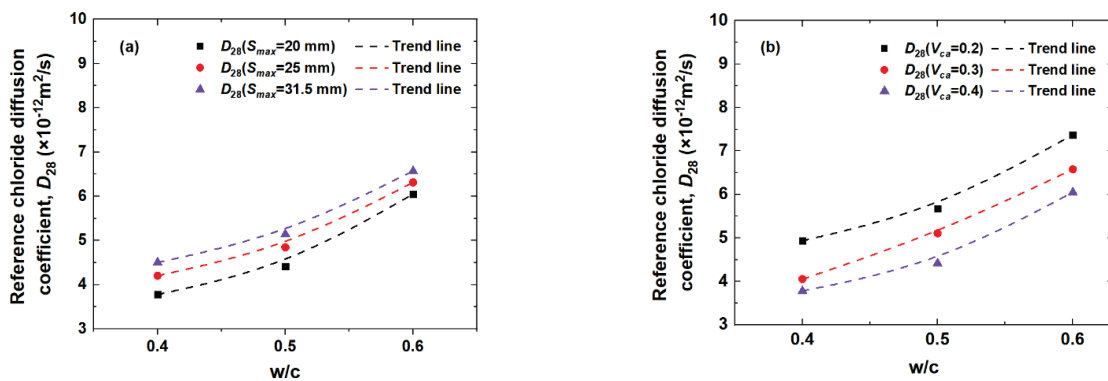 (a)
D28(Smax=20 mm) Trend line
D28(Smax=25 mm) Trend line
D28(Smax=31.5 mm) Trend line
Reference chloride diffusion
coefficient, D28 (×10-12m2/s)
10
9
8
7
6
5
4
3
0.4 0.5 0.6
w/c
(b)
D28(Vca=0.2) Trend line
D28(Vca=0.3) Trend line
D28(Vca=0.4) Trend line
Reference chloride diffusion
coefficient, D28 (×10-12m2/s)
10
9
8
7
6
5
4
3
0.4 0.5 0.6
w/c